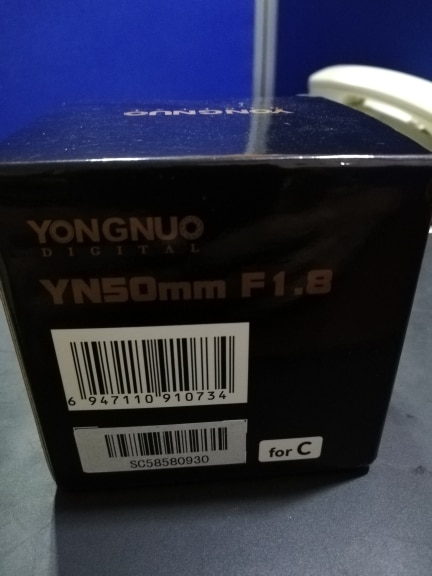 YONGNUO
YONGNUO
DIGITAL
YN50mm F1.8
6 947110 910734
SC58580930
for C